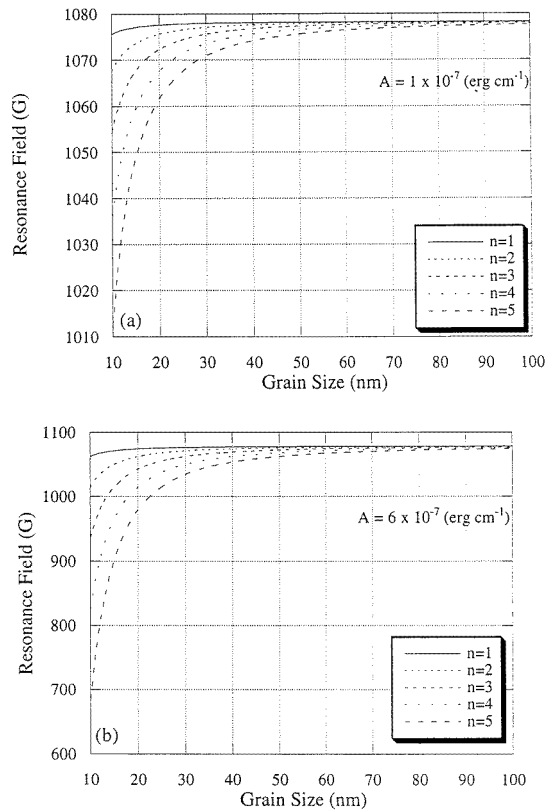 1080
1070
1060
1050
1040
1030
1020
1010
Resonance Field (G)
A = 1 x 10⁻⁷ (erg cm⁻¹)
n=1
n=2
n=3
n=4
n=5
(a)
10 20 30 40 50 60 70 80 90 100
Grain Size (nm)
1100
1000
900
800
700
600
Resonance Field (G)
A = 6 x 10⁻⁷ (erg cm⁻¹)
n=1
n=2
n=3
n=4
n=5
(b)
10 20 30 40 50 60 70 80 90 100
Grain Size (nm)